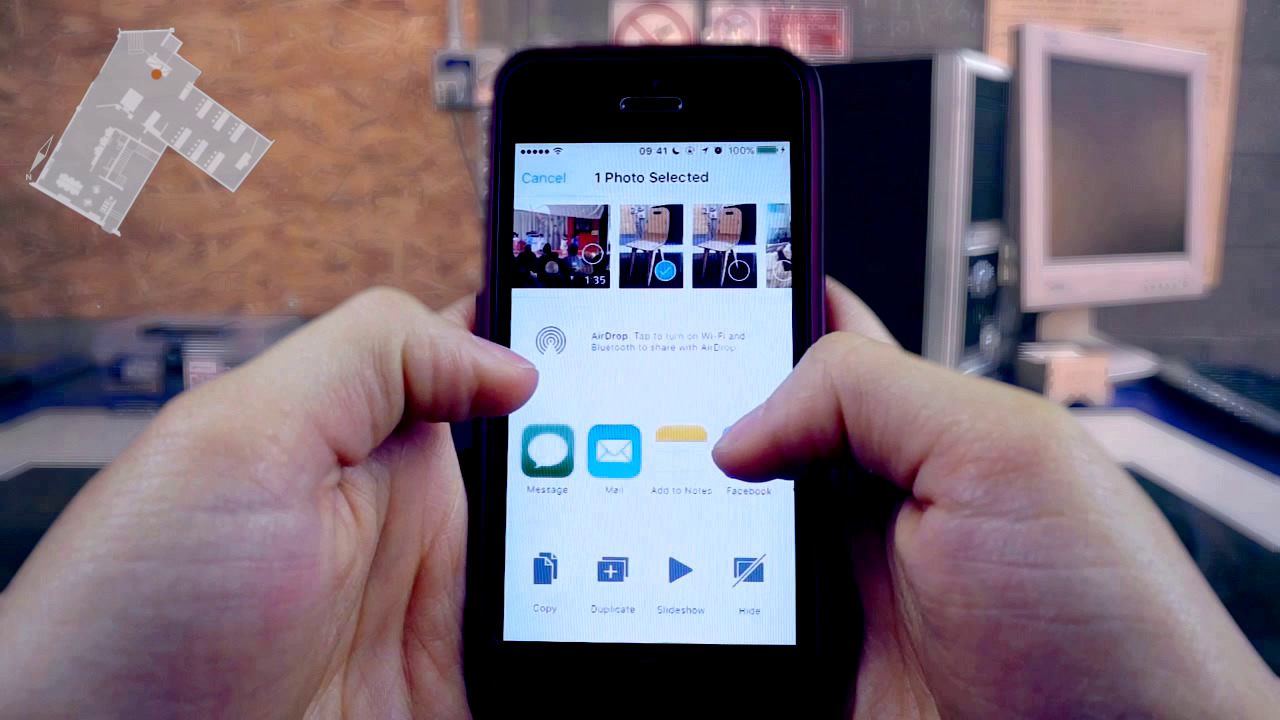 N
09 41
100%
Cancel
1 Photo Selected
1:35
AirDrop. Tap to turn on Wi-Fi and
Bluetooth to share with AirDrop.
Message
Mail
Add to Notes
Facebook
Copy
Duplicate
Slideshow
Hide